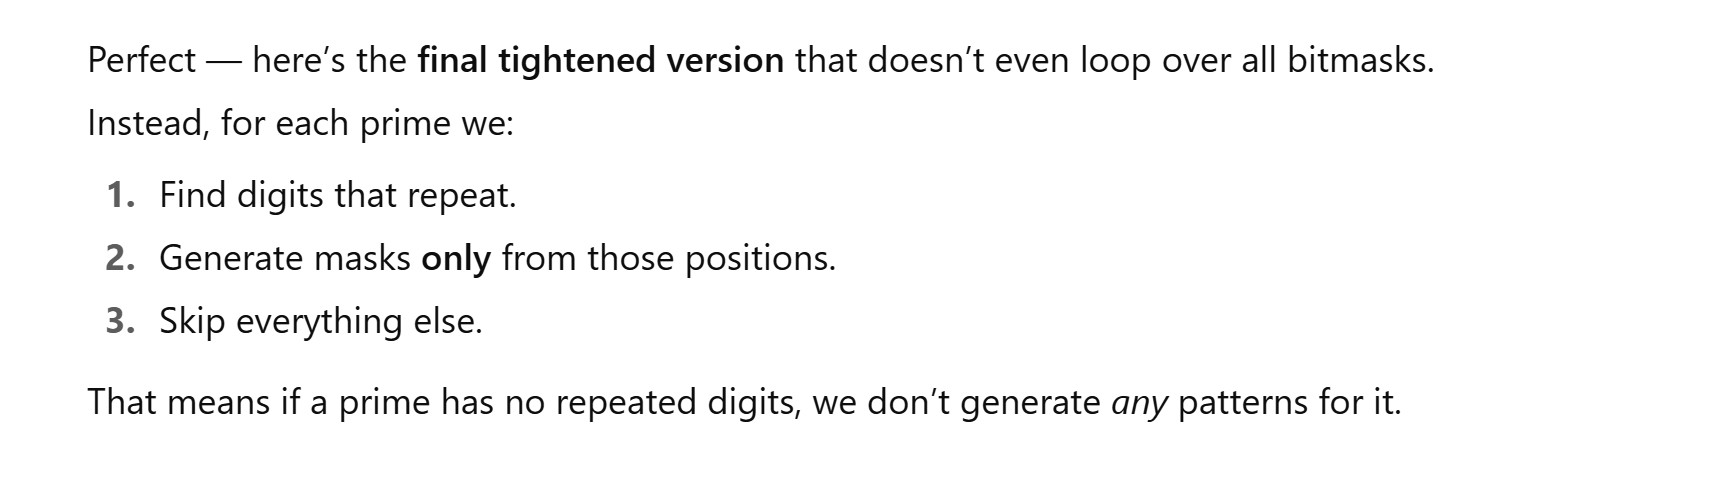 Perfect — here’s the final tightened version that doesn’t even loop over all bitmasks.
Instead, for each prime we:
1. Find digits that repeat.
2. Generate masks only from those positions.
3. Skip everything else.
That means if a prime has no repeated digits, we don’t generate any patterns for it.